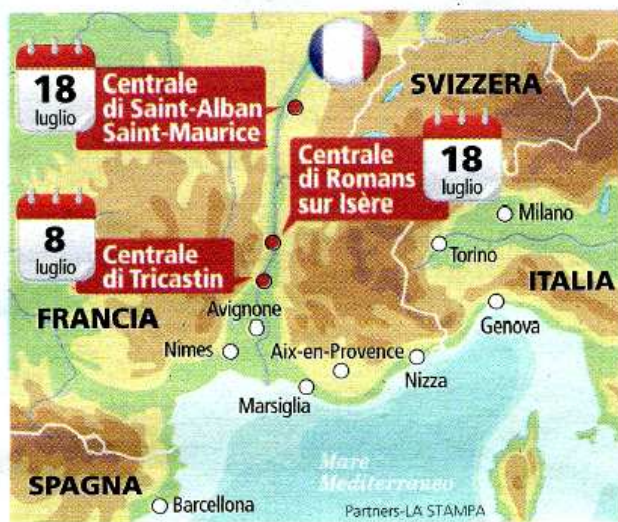 18
luglio
Centrale
di Saint-Alban
Saint-Maurice
SVIZZERA
Centrale
di Romans
sur Isère
18
luglio
8
luglio
Centrale
di Tricastin
Milano
Torino
ITALIA
FRANCIA
Avignone
Genova
Nimes
Aix-en-Provence
Nizza
Marsiglia
Mare
Mediterraneo
SPAGNA
Barcellona
Partners-LA STAMPA